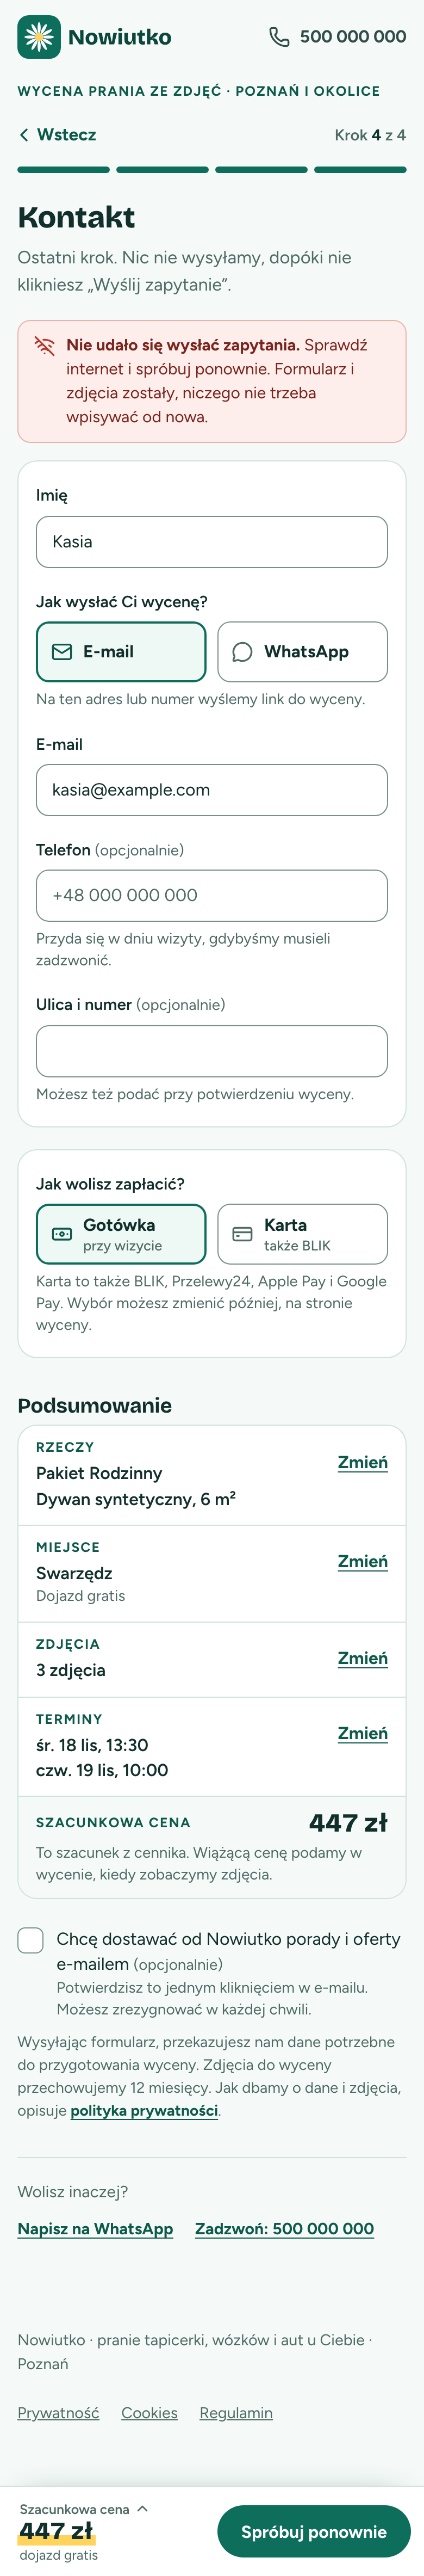 Nowiutko
500 000 000
WYCENA PRANIA ZE ZDJĘĆ · POZNAŃ I OKOLICE
Wstecz
Krok 4 z 4
Kontakt
Ostatni krok. Nic nie wysyłamy, dopóki nie
klikniesz „Wyślij zapytanie”.
Nie udało się wysłać zapytania. Sprawdź
internet i spróbuj ponownie. Formularz i
zdjęcia zostały, niczego nie trzeba
wpisywać od nowa.
Imię
Kasia
Jak wysłać Ci wycenę?
E-mail
WhatsApp
Na ten adres lub numer wyślemy link do wyceny.
E-mail
kasia@example.com
Telefon (opcjonalnie)
+48 000 000 000
Przyda się w dniu wizyty, gdybyśmy musieli
zadzwonić.
Ulica i numer (opcjonalnie)
Możesz też podać przy potwierdzeniu wyceny.
Jak wolisz zapłacić?
Gotówka
przy wizycie
Karta
także BLIK
Karta to także BLIK, Przelewy24, Apple Pay i Google
Pay. Wybór możesz zmienić później, na stronie
wyceny.
Podsumowanie
RZECZY
Zmień
Pakiet Rodzinny
Dywan syntetyczny, 6 m²
MIEJSCE
Zmień
Swarzędz
Dojazd gratis
ZDJĘCIA
Zmień
3 zdjęcia
TERMINY
Zmień
śr. 18 lis, 13:30
czw. 19 lis, 10:00
SZACUNKOWA CENA
447 zł
To szacunek z cennika. Wiążącą cenę podamy w
wycenie, kiedy zobaczymy zdjęcia.
Chcę dostawać od Nowiutko porady i oferty
e-mailem (opcjonalnie)
Potwierdzisz to jednym kliknięciem w e-mailu.
Możesz zrezygnować w każdej chwili.
Wysyłając formularz, przekazujesz nam dane potrzebne
do przygotowania wyceny. Zdjęcia do wyceny
przechowujemy 12 miesięcy. Jak dbamy o dane i zdjęcia,
opisuje polityka prywatności.
Wolisz inaczej?
Napisz na WhatsApp
Zadzwoń: 500 000 000
Nowiutko · pranie tapicerki, wózków i aut u Ciebie ·
Poznań
Prywatność
Cookies
Regulamin
Szacunkowa cena
447 zł
dojazd gratis
Spróbuj ponownie